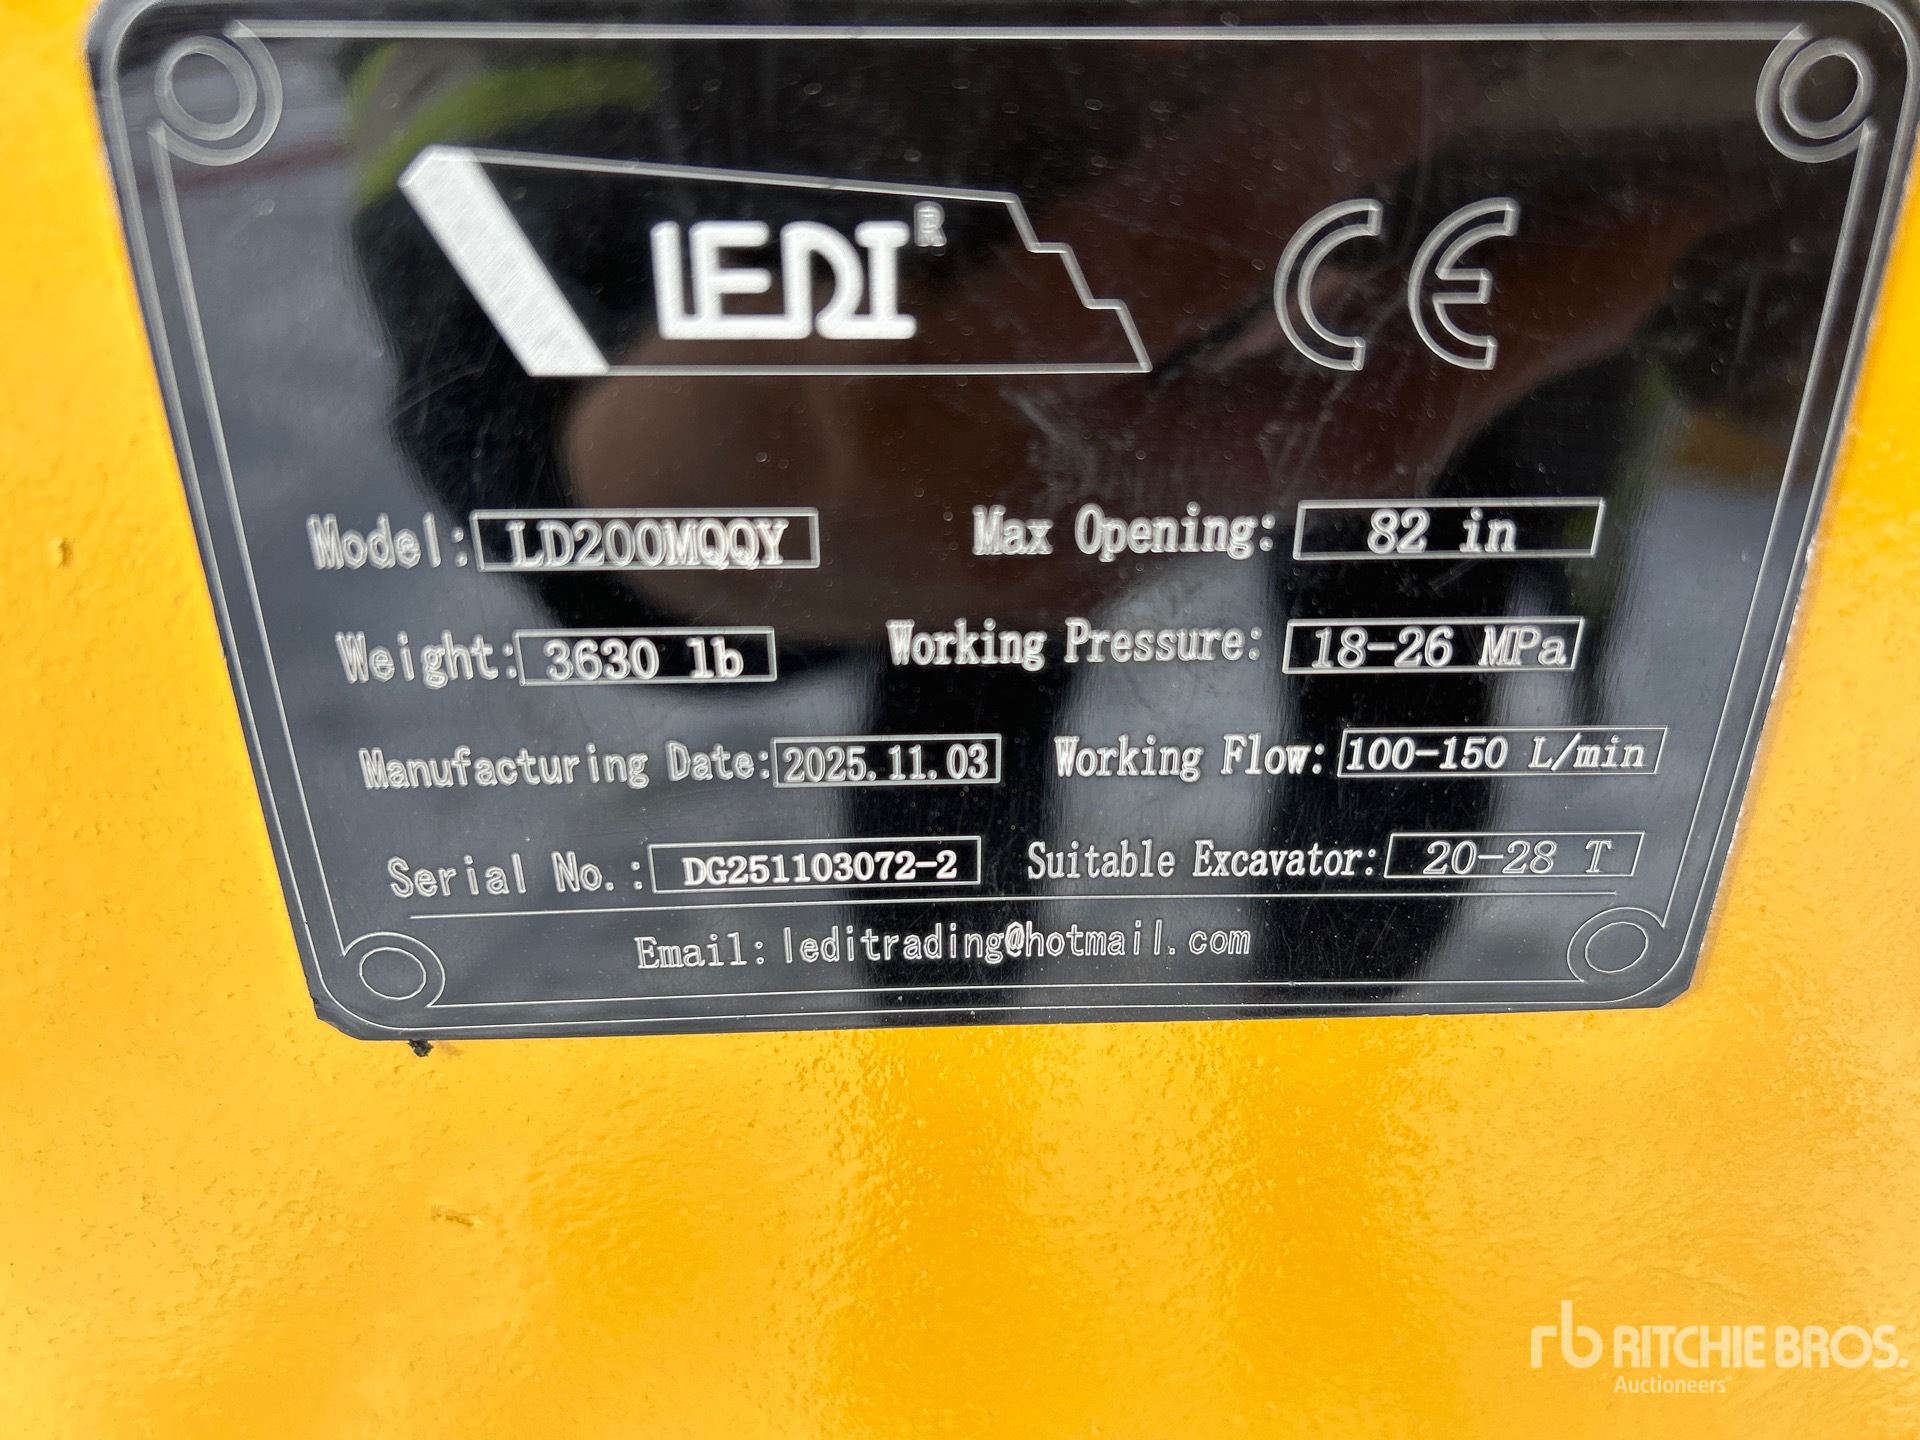 LEDI®
CE
Model: LD200MQQY
Max Opening: 82 in
Weight: 3630 lb
Working Pressure: 18-26 MPa
Manufacturing Date: 2025.11.03
Working Flow: 100-150 L/min
Serial No.: DG251103072-2
Suitable Excavator: 20-28 T
Email: leditrading@hotmail.com
rb RITCHIE BROS.
Auctioneers